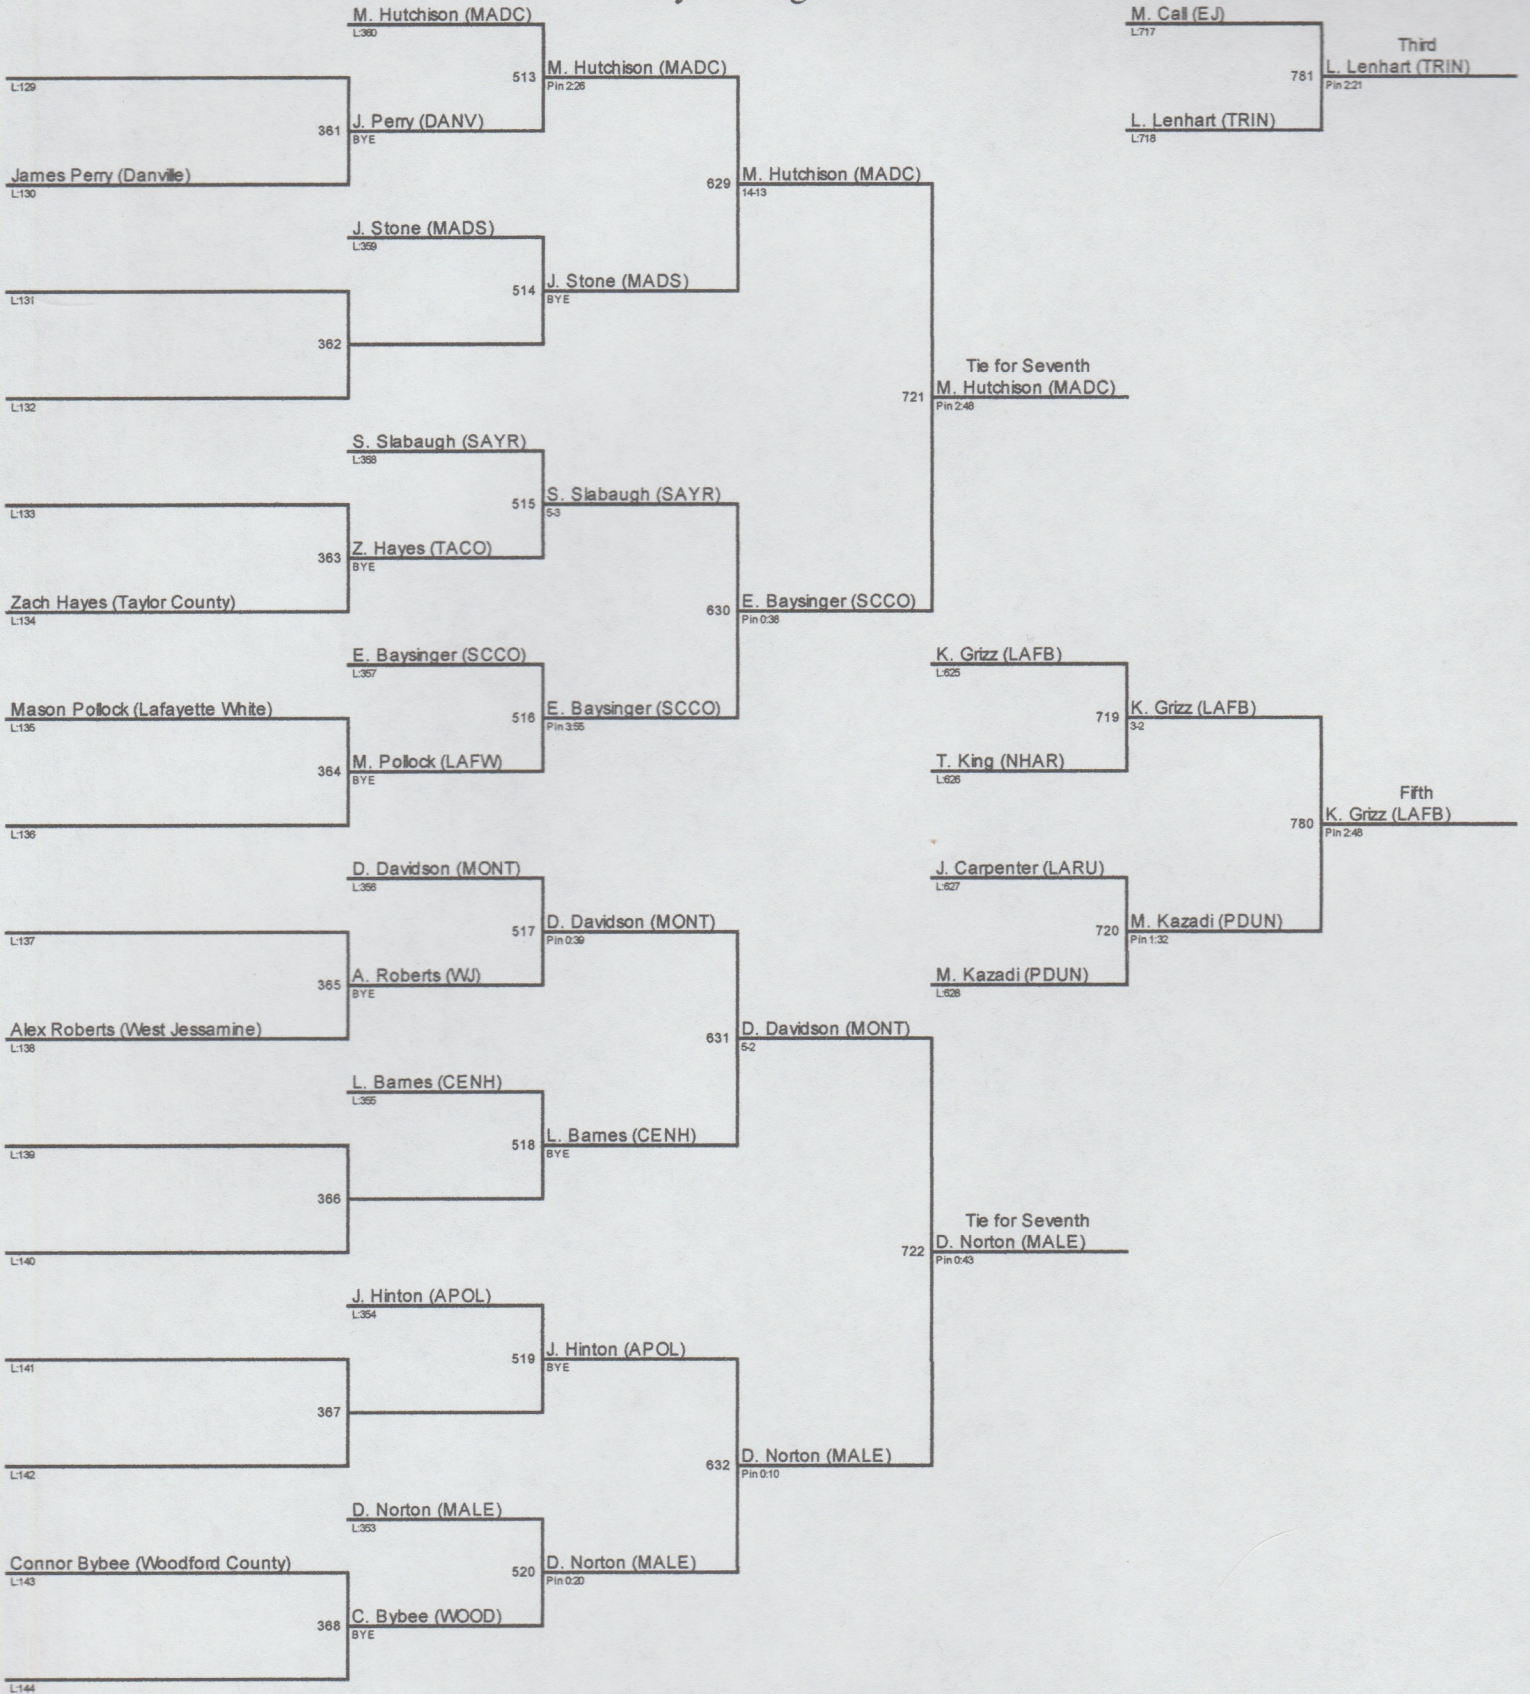 M. Hutchison (MADC)
L:360
M. Call (EJ)
L:717
Third
513
M. Hutchison (MADC)
Pin 2:26
781
L. Lenhart (TRIN)
Pin 2:21
L:129
361
J. Perry (DANV)
BYE
L. Lenhart (TRIN)
L:718
James Perry (Danville)
L:130
629
M. Hutchison (MADC)
14-13
J. Stone (MADS)
L:359
514
J. Stone (MADS)
BYE
L:131
362
Tie for Seventh
721
M. Hutchison (MADC)
Pin 2:48
L:132
S. Slabaugh (SAYR)
L:358
515
S. Slabaugh (SAYR)
5-3
L:133
363
Z. Hayes (TACO)
BYE
Zach Hayes (Taylor County)
L:134
630
E. Baysinger (SCCO)
Pin 0:38
E. Baysinger (SCCO)
L:357
K. Grizz (LAFB)
L:625
Mason Pollock (Lafayette White)
L:135
516
E. Baysinger (SCCO)
Pin 3:55
719
K. Grizz (LAFB)
3-2
364
M. Pollock (LAFW)
BYE
T. King (NHAR)
L:626
Fifth
780
K. Grizz (LAFB)
Pin 2:48
L:136
D. Davidson (MONT)
L:356
J. Carpenter (LARU)
L:627
L:137
517
D. Davidson (MONT)
Pin 0:39
720
M. Kazadi (PDUN)
Pin 1:32
365
A. Roberts (WJ)
BYE
M. Kazadi (PDUN)
L:628
Alex Roberts (West Jessamine)
L:138
631
D. Davidson (MONT)
5-2
L. Barnes (CENH)
L:355
L:139
518
L. Barnes (CENH)
BYE
366
Tie for Seventh
722
D. Norton (MALE)
Pin 0:43
L:140
J. Hinton (APOL)
L:354
L:141
519
J. Hinton (APOL)
BYE
367
L:142
632
D. Norton (MALE)
Pin 0:10
D. Norton (MALE)
L:353
Connor Bybee (Woodford County)
L:143
520
D. Norton (MALE)
Pin 0:20
368
C. Bybee (WOOD)
BYE
L:144